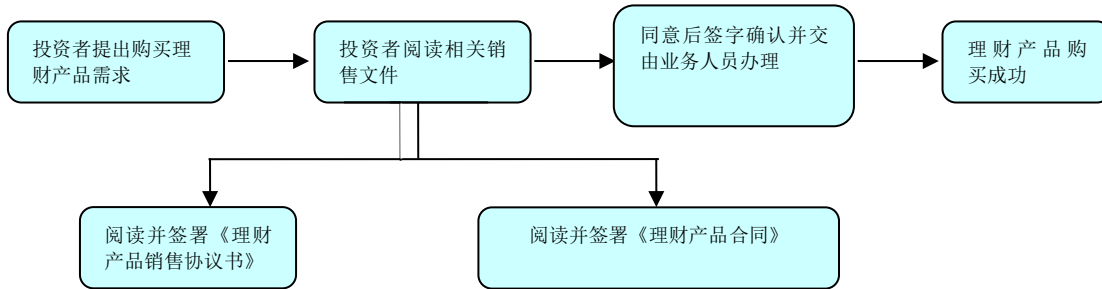 投资者提出购买理
财产品需求
投资者阅读相关销
售文件
同意后签字确认并交
由业务人员办理
理财产品购
买成功
阅读并签署《理财
产品销售协议书》
阅读并签署《理财产品合同》